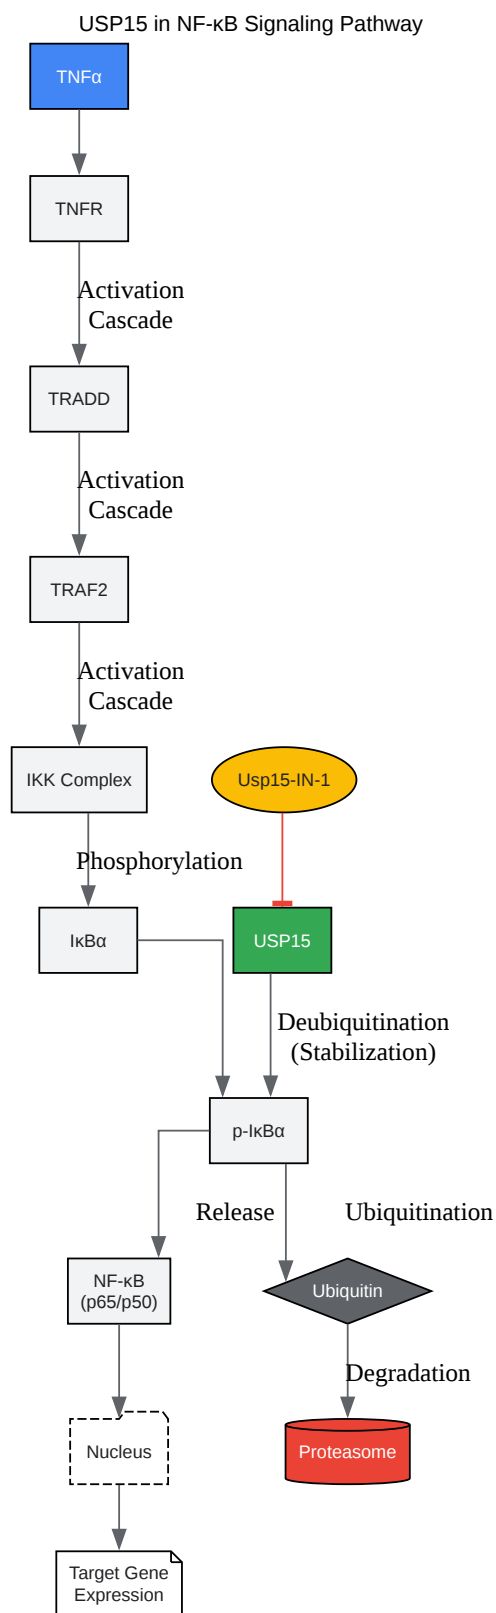 USP15 in NF-κB Signaling Pathway
TNFα
TNFR
Activation
Cascade
TRADD
Activation
Cascade
TRAF2
Activation
Cascade
IKK Complex
Usp15-IN-1
Phosphorylation
IκBα
USP15
Deubiquitination
(Stabilization)
p-IκBα
Release
Ubiquitination
NF-κB
(p65/p50)
Ubiquitin
Degradation
Nucleus
Proteasome
Target Gene
Expression